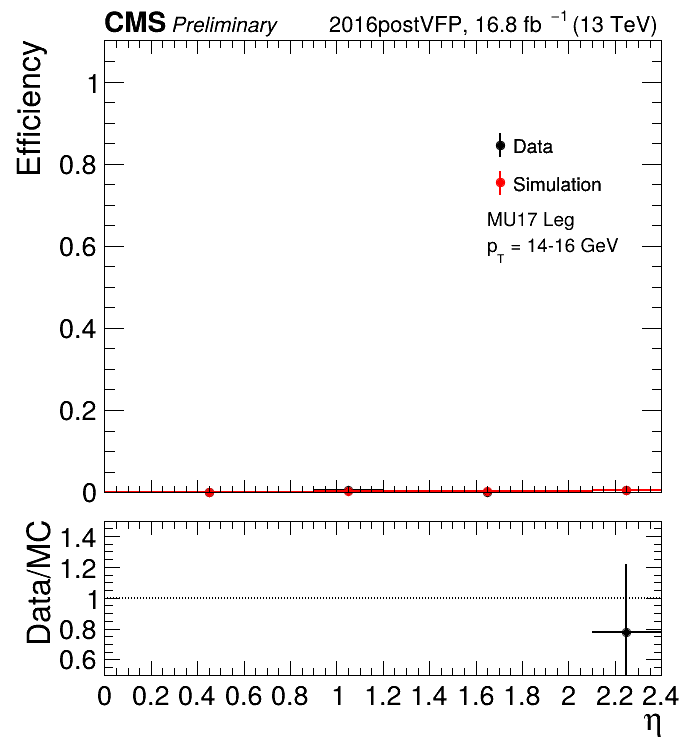 CMS Preliminary 2016postVFP, 16.8 fb⁻¹ (13 TeV)
Efficiency
1
0.8
0.6
0.4
0.2
0
Data
Simulation
MU17 Leg
p_T = 14-16 GeV
Data/MC
1.4
1.2
1
0.8
0.6
0 0.2 0.4 0.6 0.8 1 1.2 1.4 1.6 1.8 2 2.2 2.4
η